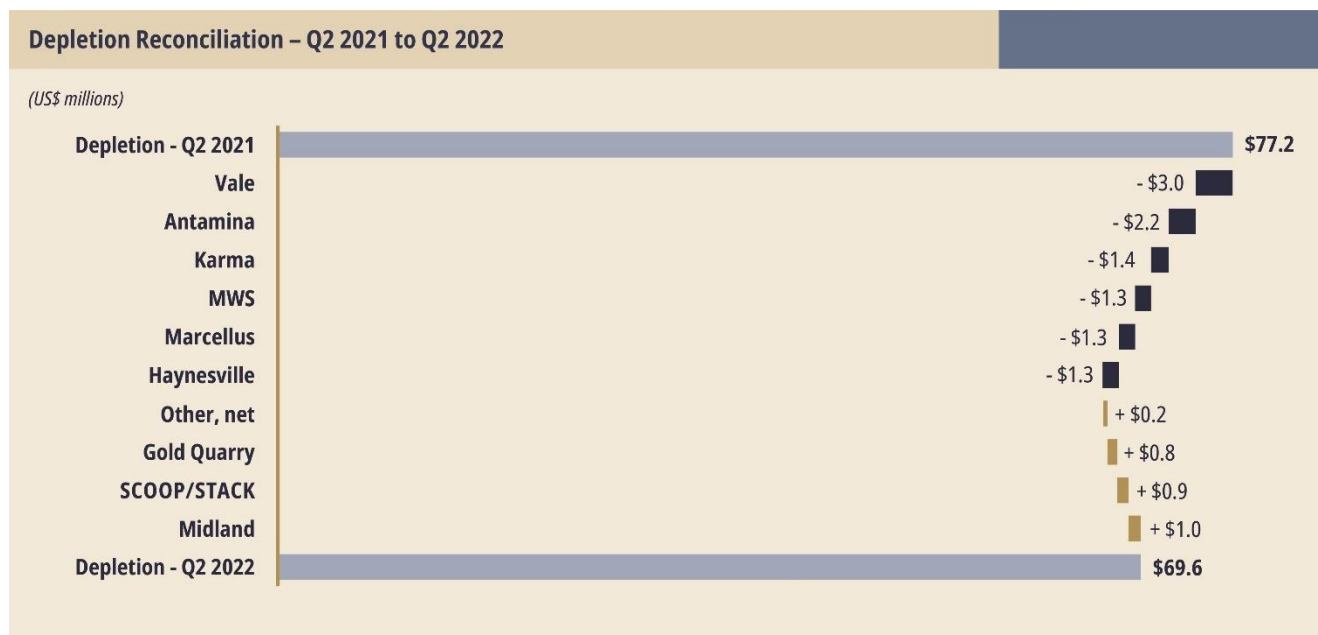 Depletion Reconciliation – Q2 2021 to Q2 2022
(US$ millions)
Depletion - Q2 2021 $77.2
Vale - $3.0
Antamina - $2.2
Karma - $1.4
MWS - $1.3
Marcellus - $1.3
Haynesville - $1.3
Other, net + $0.2
Gold Quarry + $0.8
SCOOP/STACK + $0.9
Midland + $1.0
Depletion - Q2 2022 $69.6